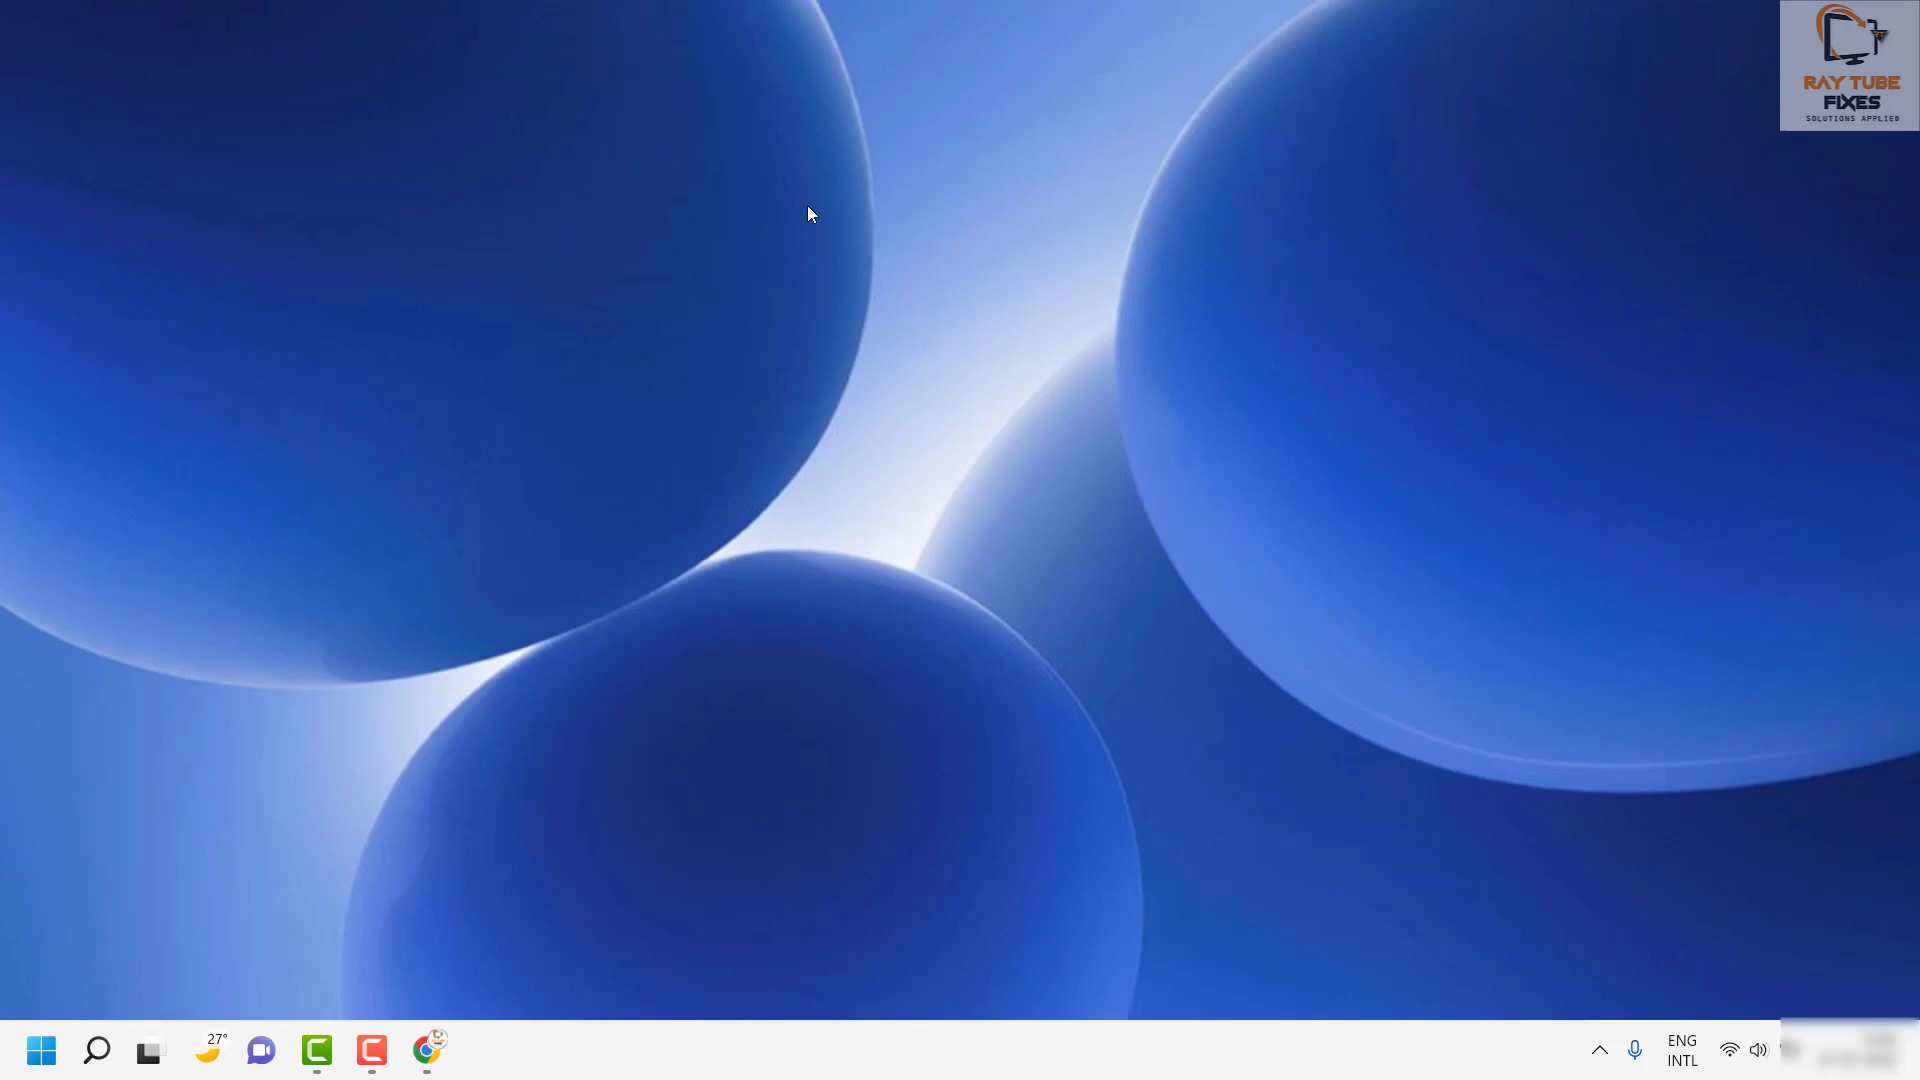 RAY TUBE
FIXES
SOLUTIONS APPLIED
27°
ENG
INTL